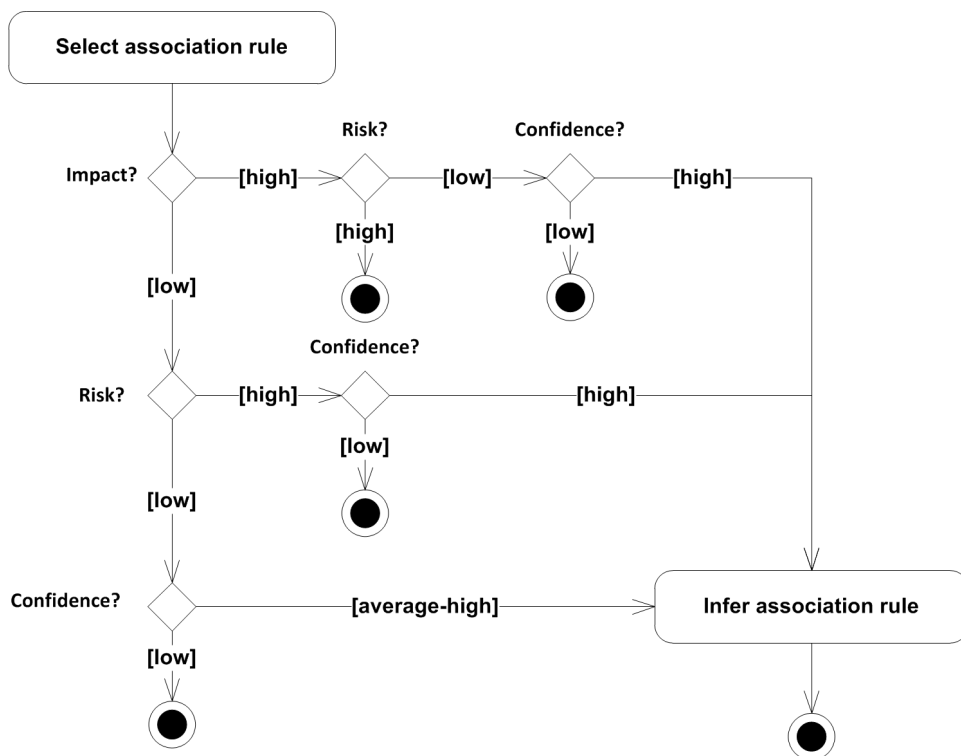 Select association rule
Risk?
Confidence?
Impact?
[high]
[low]
[high]
[high]
[low]
[low]
Confidence?
Risk?
[high]
[high]
[low]
[low]
Confidence?
[average-high]
Infer association rule
[low]